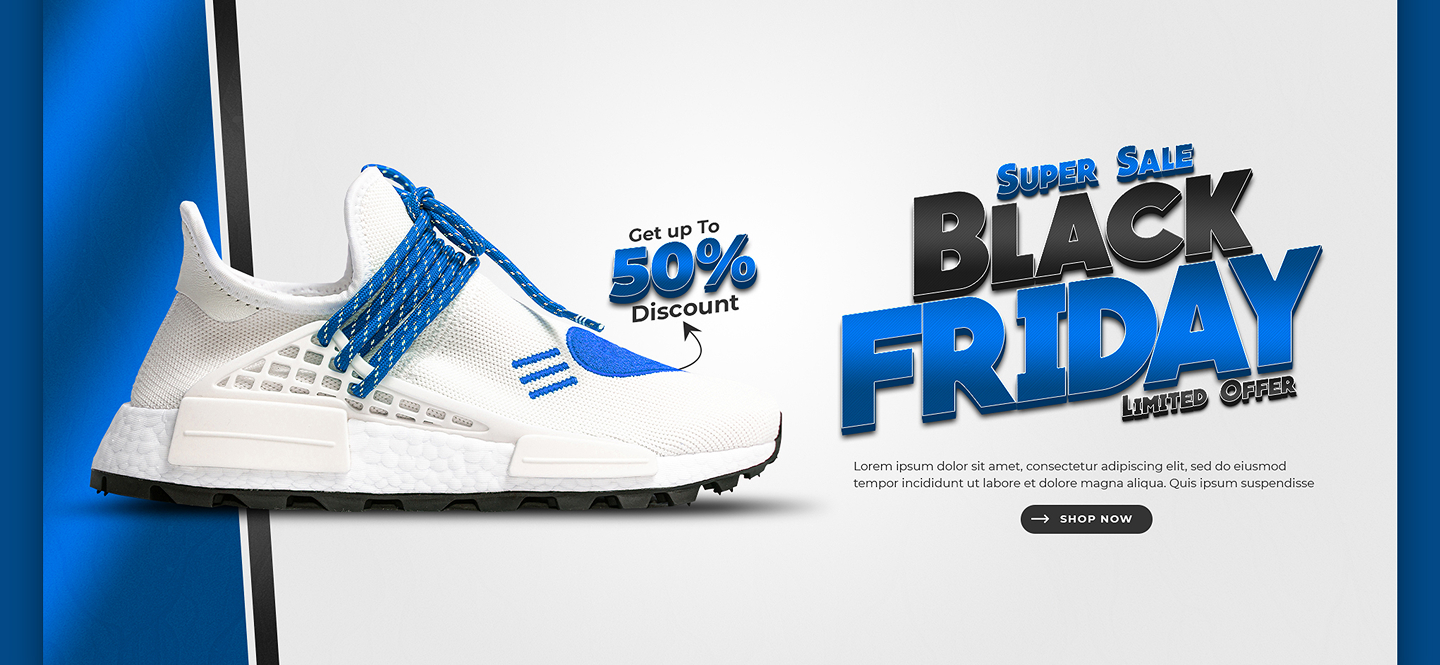 Get up To
50%
Discount
SUPER SALE
BLACK
FRIDAY
LIMITED OFFER
Lorem ipsum dolor sit amet, consectetur adipiscing elit, sed do eiusmod
tempor incididunt ut labore et dolore magna aliqua. Quis ipsum suspendisse
SHOP NOW